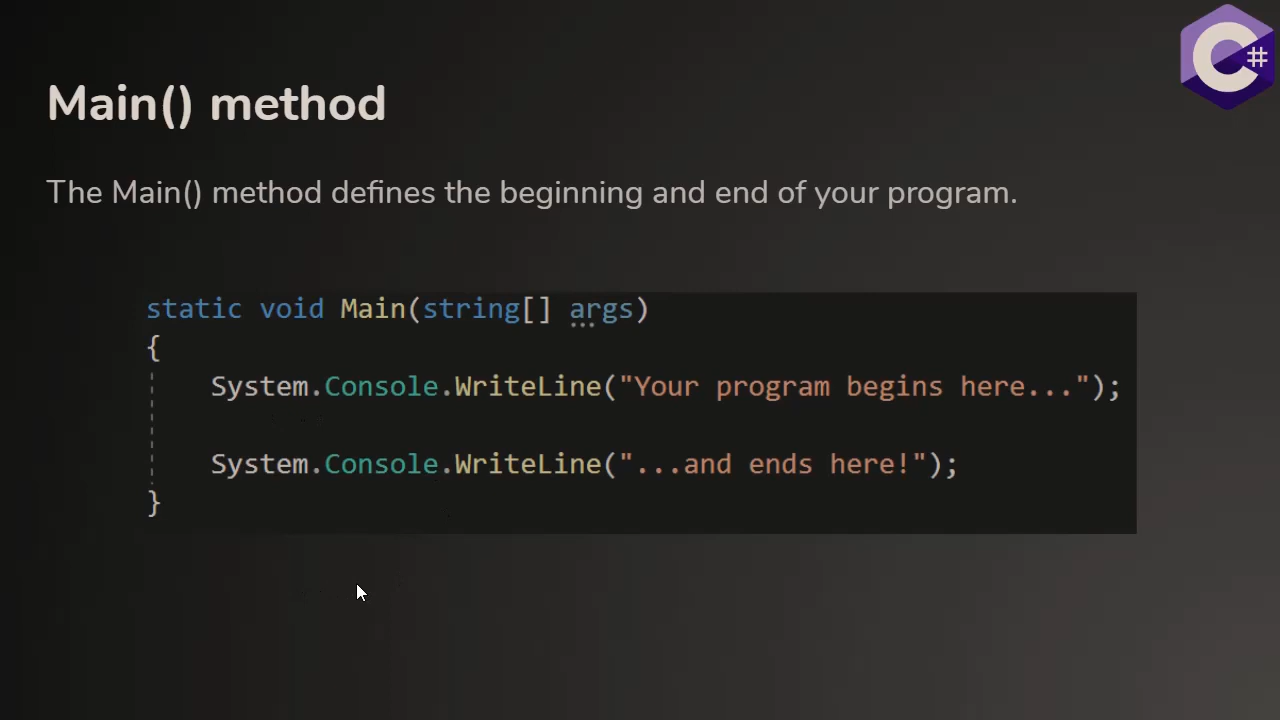 C#
Main() method
The Main() method defines the beginning and end of your program.
static void Main(string[] args)
{
System.Console.WriteLine("Your program begins here...");
System.Console.WriteLine("...and ends here!");
}